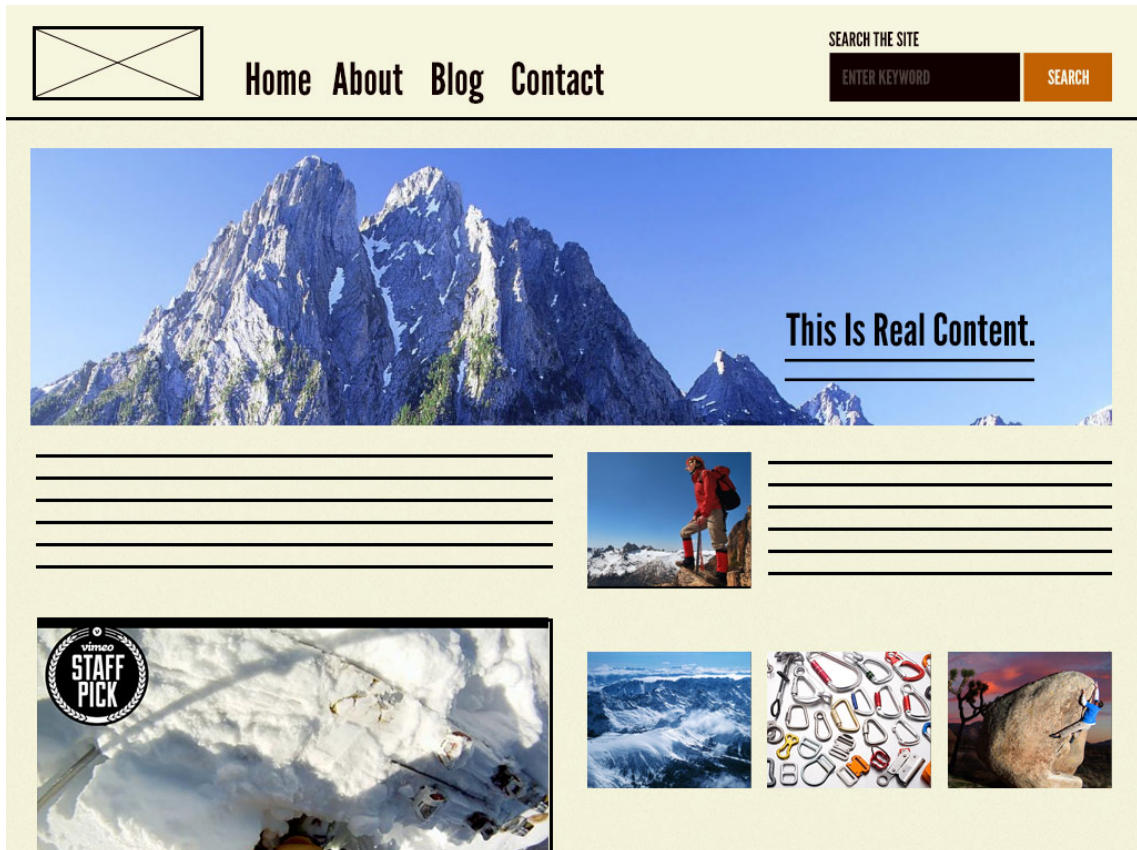 Home About Blog Contact
SEARCH THE SITE
ENTER KEYWORD SEARCH
This Is Real Content.
vimeo
STAFF
PICK